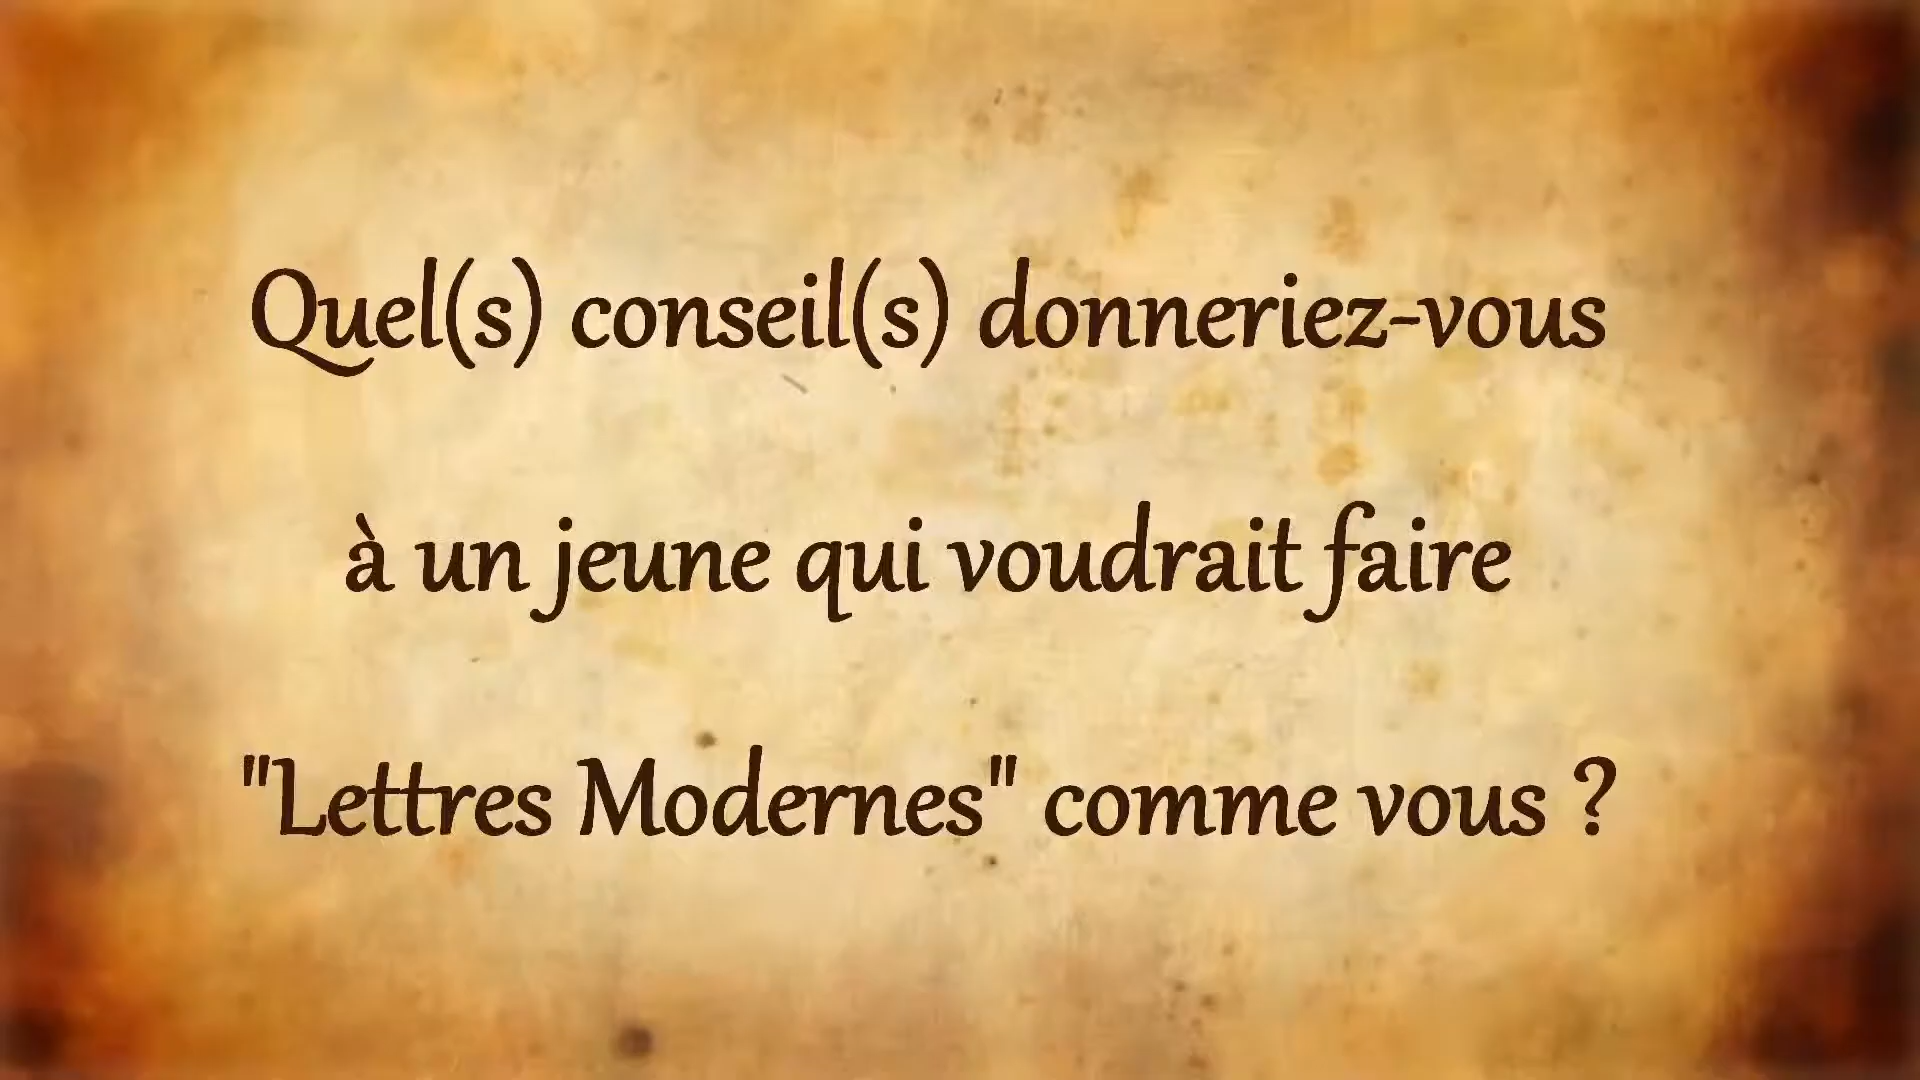 Quel(s) conseil(s) donneriez-vous
à un jeune qui voudrait faire
"Lettres Modernes" comme vous ?